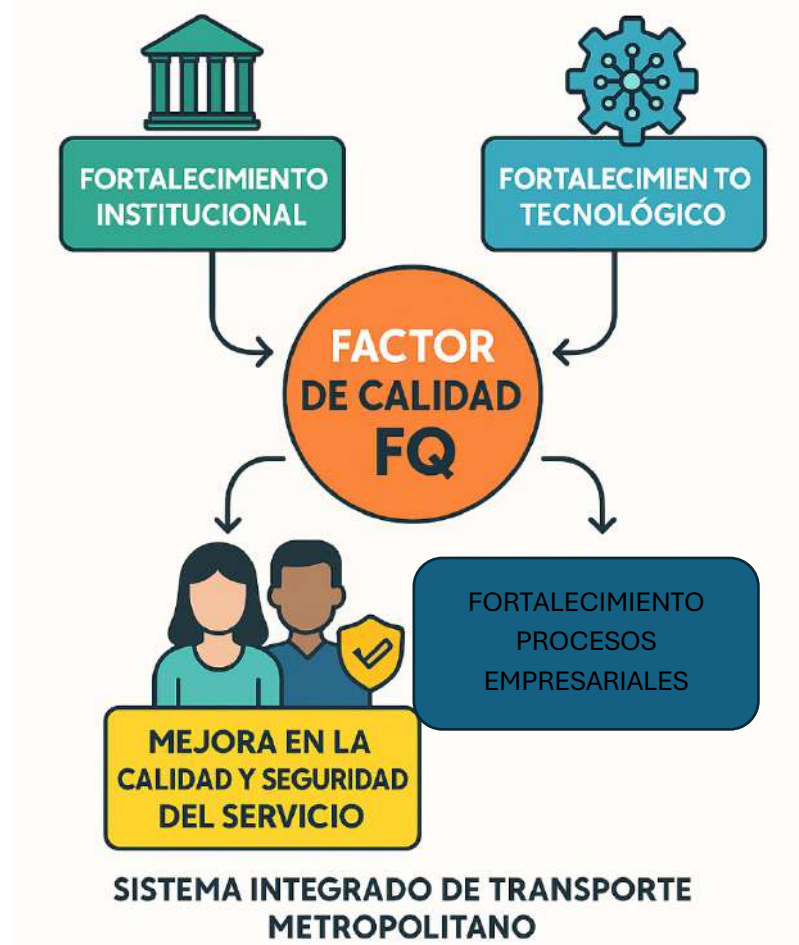 FORTALECIMIENTO
INSTITUCIONAL
FORTALECIMIEN TO
TECNOLÓGICO
FACTOR
DE CALIDAD
FQ
MEJORA EN LA
CALIDAD Y SEGURIDAD
DEL SERVICIO
FORTALECIMIENTO
PROCESOS
EMPRESARIALES
SISTEMA INTEGRADO DE TRANSPORTE
METROPOLITANO